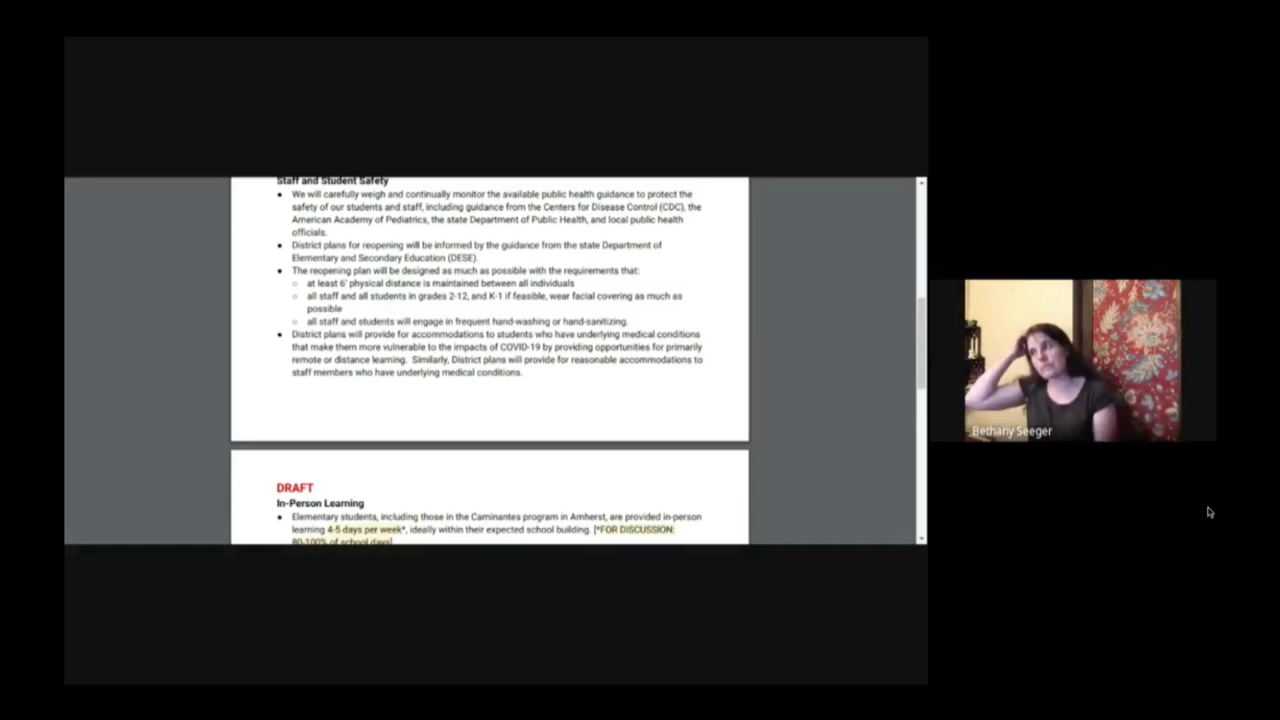 Staff and Student Safety
● We will carefully weigh and continually monitor the available public health guidance to protect the
safety of our students and staff, including guidance from the Centers for Disease Control (CDC), the
American Academy of Pediatrics, the state Department of Public Health, and local public health
officials.
● District plans for reopening will be informed by the guidance from the state Department of
Elementary and Secondary Education (DESE).
● The reopening plan will be designed as much as possible with the requirements that:
○ at least 6' physical distance is maintained between all individuals
○ all staff and all students in grades 2-12, and K-1 if feasible, wear facial covering as much as
possible
○ all staff and students will engage in frequent hand-washing or hand-sanitizing.
● District plans will provide for accommodations to students who have underlying medical conditions
that make them more vulnerable to the impacts of COVID-19 by providing opportunities for primarily
remote or distance learning. Similarly, District plans will provide for reasonable accommodations to
staff members who have underlying medical conditions.
DRAFT
In-Person Learning
● Elementary students, including those in the Caminantes program in Amherst, are provided in-person
learning 4-5 days per week*, ideally within their expected school building. [*FOR DISCUSSION:
80-100% of school days]
Bethany Seeger